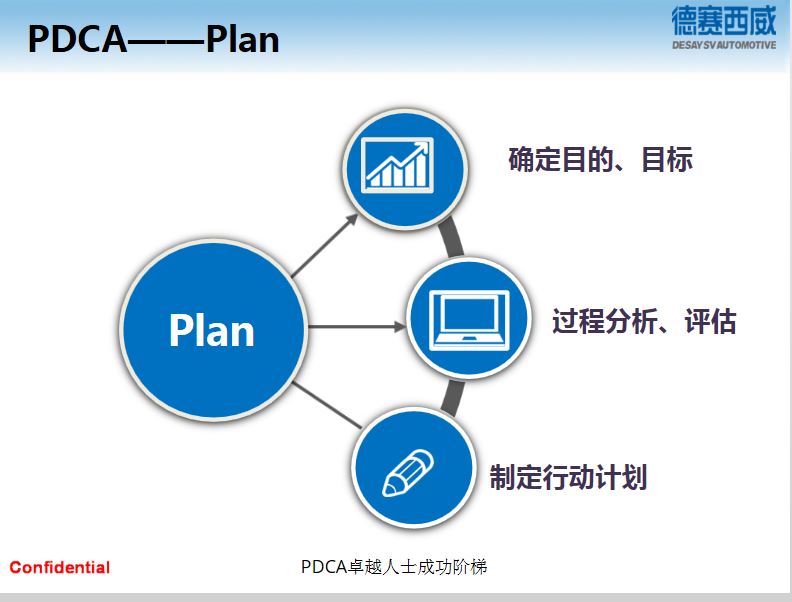 PDCA——Plan
德赛西威
DESAY SV AUTOMOTIVE
确定目的、目标
Plan
过程分析、评估
制定行动计划
Confidential
PDCA卓越人士成功阶梯